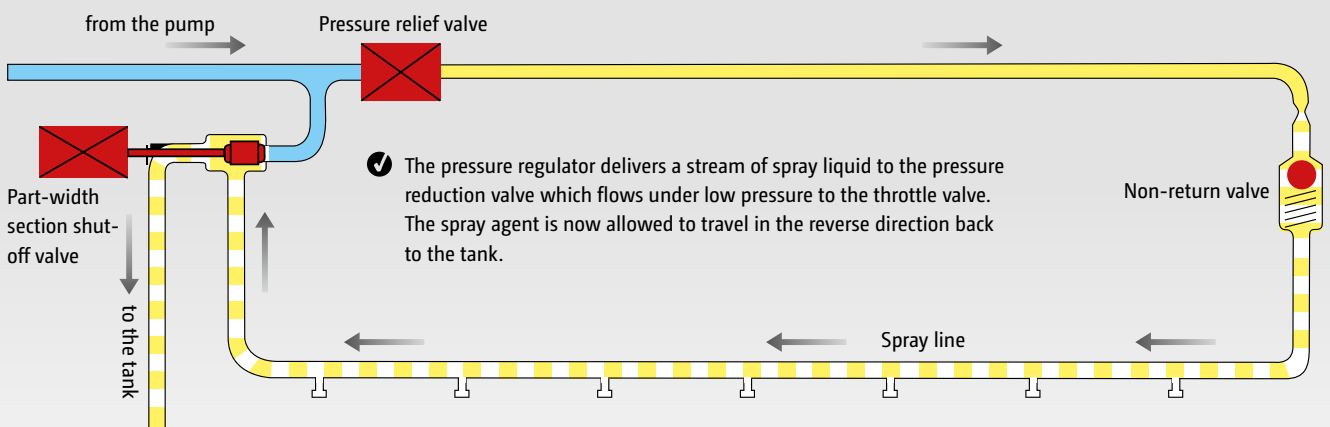 from the pump
Pressure relief valve
The pressure regulator delivers a stream of spray liquid to the pressure
reduction valve which flows under low pressure to the throttle valve.
The spray agent is now allowed to travel in the reverse direction back
to the tank.
Part-width
section shut-
off valve
Non-return valve
to the tank
Spray line